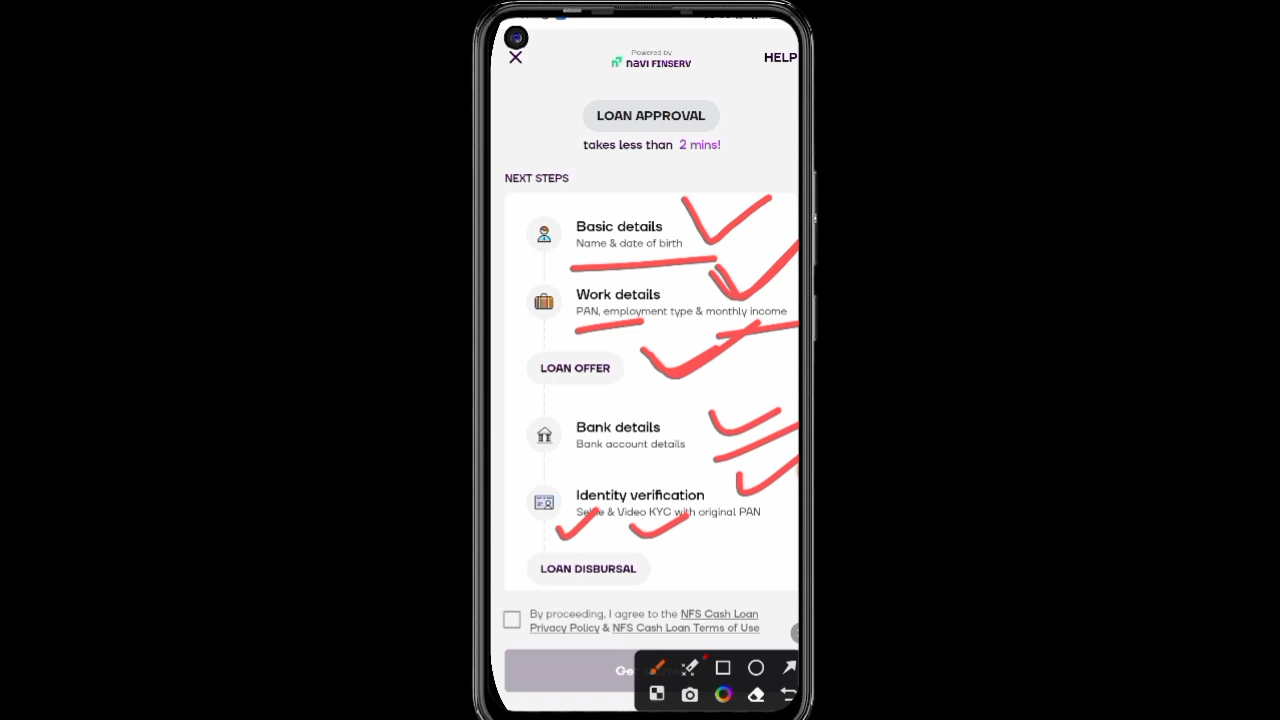 Powered by
navi FINSERV
HELP
LOAN APPROVAL
takes less than 2 mins!
NEXT STEPS
Basic details
Name & date of birth
Work details
PAN, employment type & monthly income
LOAN OFFER
Bank details
Bank account details
Identity verification
Selfie & Video KYC with original PAN
LOAN DISBURSAL
By proceeding, I agree to the NFS Cash Loan
Privacy Policy & NFS Cash Loan Terms of Use